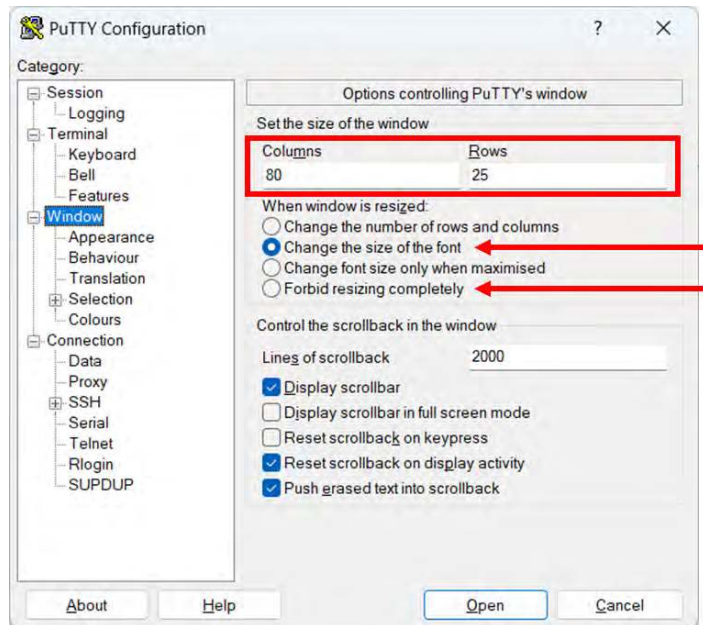 PuTTY Configuration ? ×
Category:
Session
Logging
Terminal
Keyboard
Bell
Features
Window
Appearance
Behaviour
Translation
Selection
Colours
Connection
Data
Proxy
SSH
Serial
Telnet
Rlogin
SUPDUP
Options controlling PuTTY's window
Set the size of the window
Columns Rows
80 25
When window is resized:
Change the number of rows and columns
Change the size of the font
Change font size only when maximised
Forbid resizing completely
Control the scrollback in the window
Lines of scrollback 2000
Display scrollbar
Display scrollbar in full screen mode
Reset scrollback on keypress
Reset scrollback on display activity
Push erased text into scrollback
About Help Open Cancel